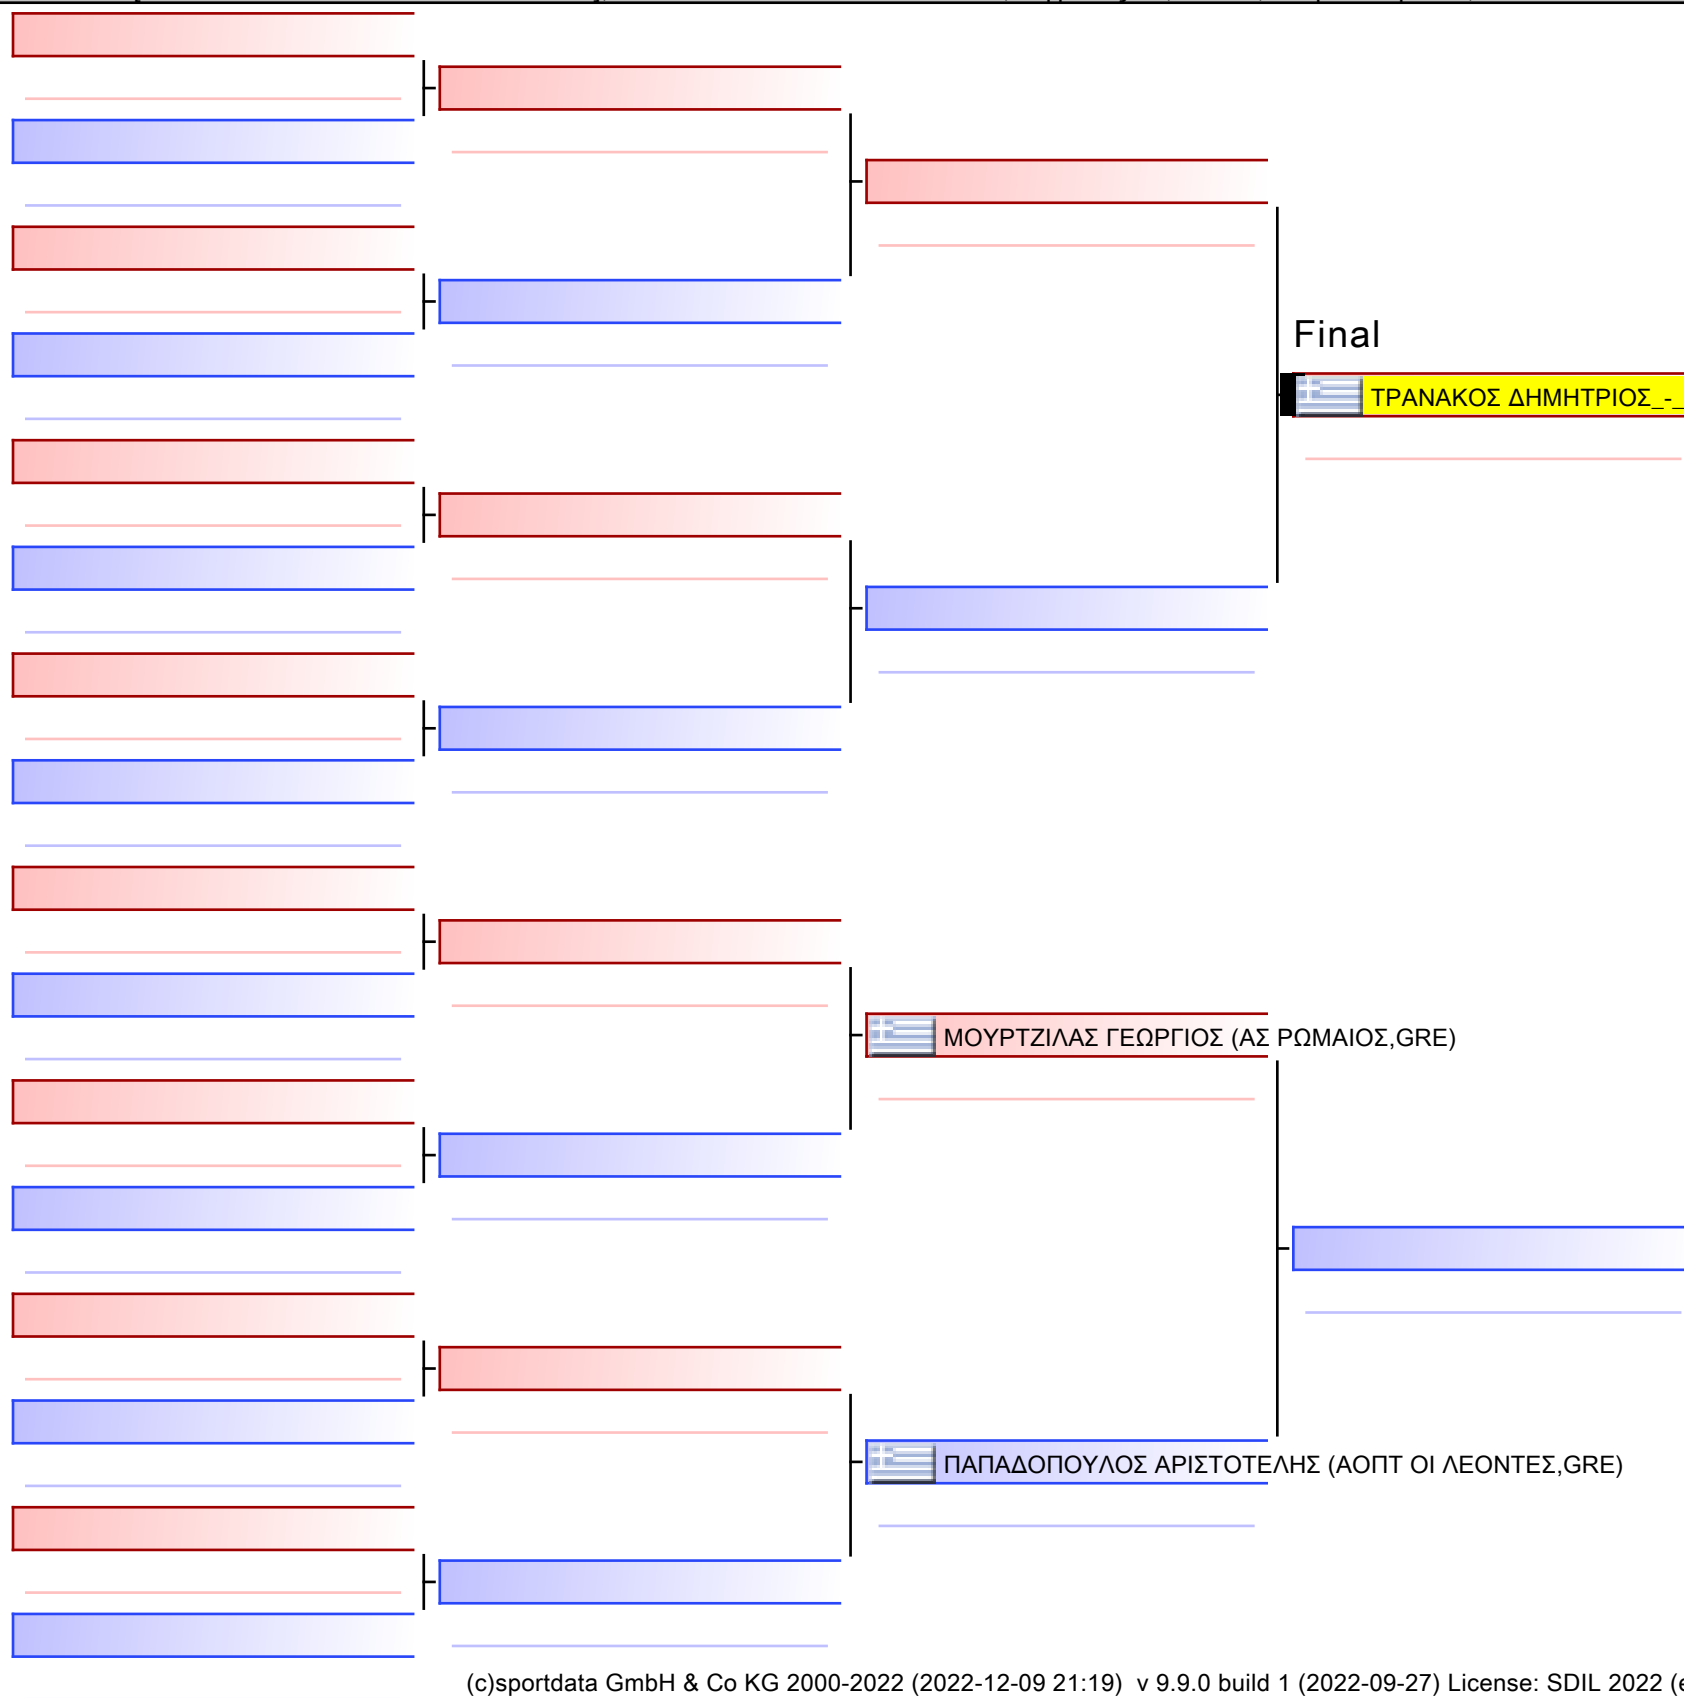 Final
ΤΡΑΝΑΚΟΣ ΔΗΜΗΤΡΙΟΣ_-_
ΜΟΥΡΤΖΙΛΑΣ ΓΕΩΡΓΙΟΣ (ΑΣ ΡΩΜΑΙΟΣ,GRE)
ΠΑΠΑΔΟΠΟΥΛΟΣ ΑΡΙΣΤΟΤΕΛΗΣ (ΑΟΠΤ ΟΙ ΛΕΟΝΤΕΣ,GRE)
(c)sportdata GmbH & Co KG 2000-2022 (2022-12-09 21:19) v 9.9.0 build 1 (2022-09-27) License: SDIL 2022 (e